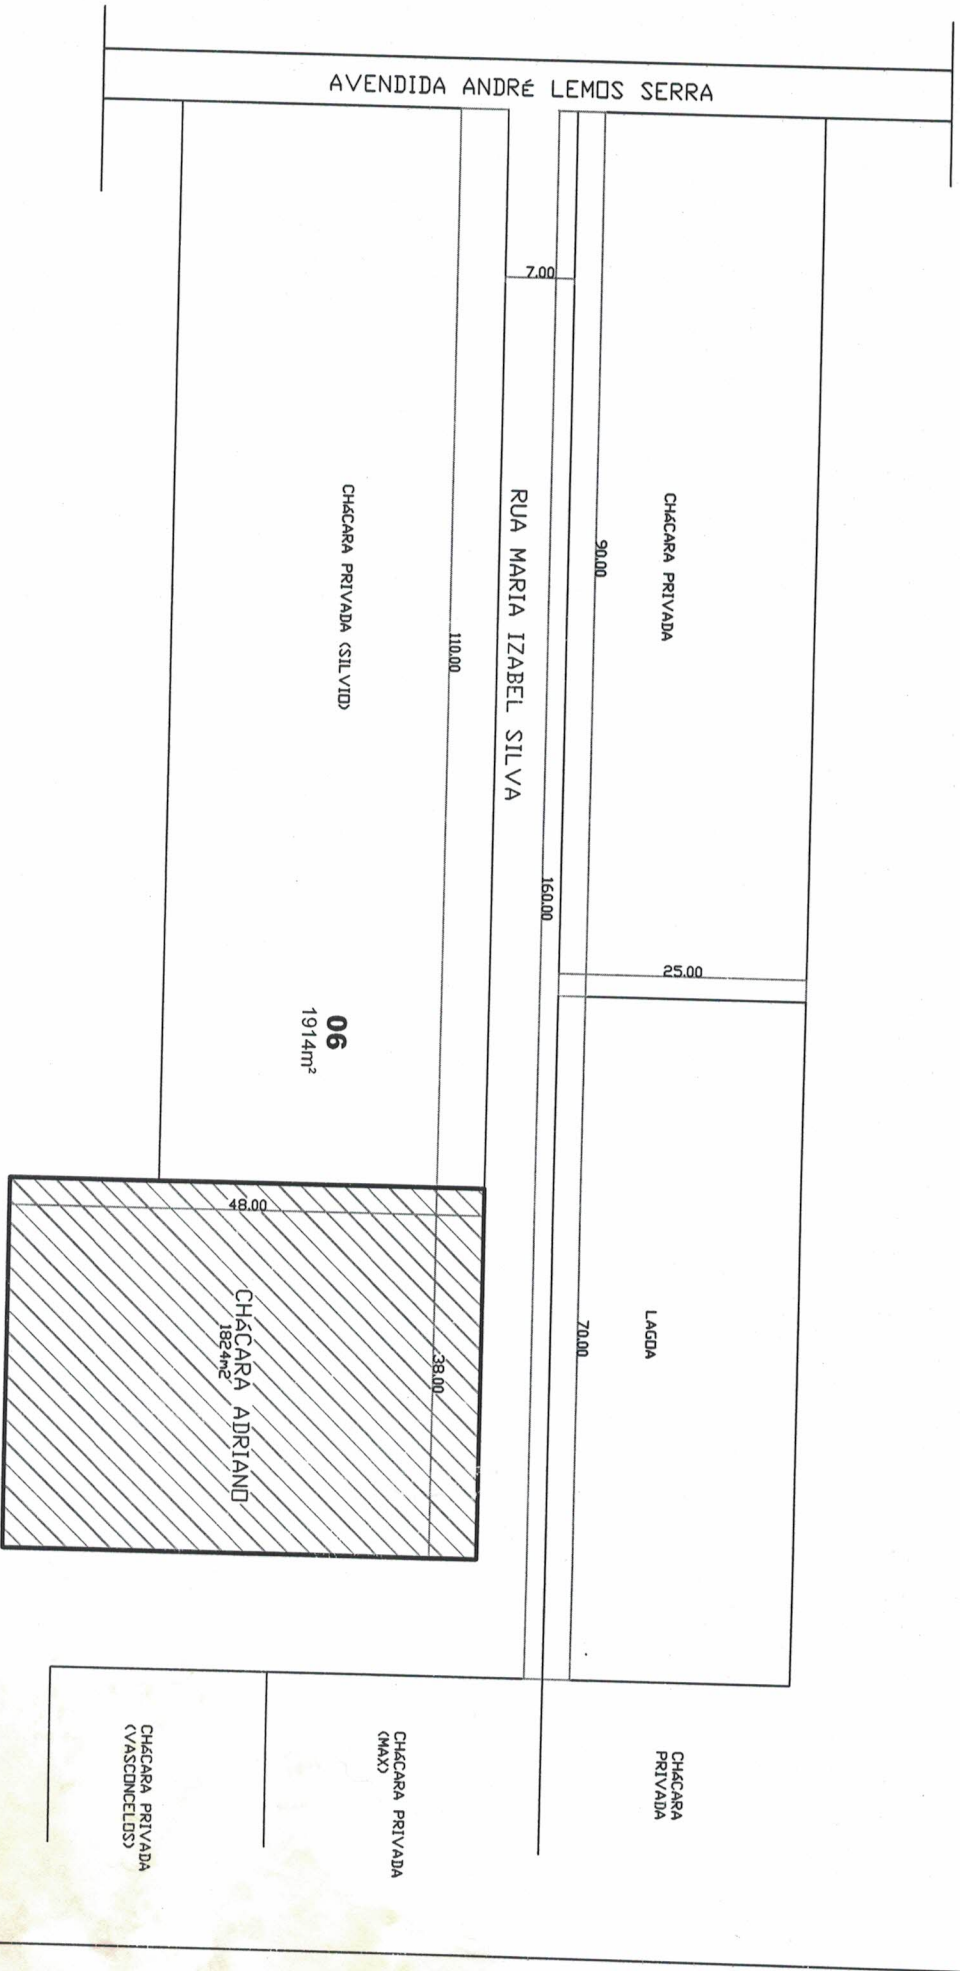 AVENDIDA ANDRÉ LEMOS SERRA
7.00
CHÁCARA PRIVADA
90.00
RUA MARIA IZABEL SILVA
CHÁCARA PRIVADA (SILVIO)
110.00
160.00
25.00
06
1914m²
48.00
CHÁCARA ADRIANO
1824m2
38.00
LAGOA
70.00
CHÁCARA
PRIVADA
CHÁCARA PRIVADA
(MAX)
CHÁCARA PRIVADA
(VASCONCELOS)